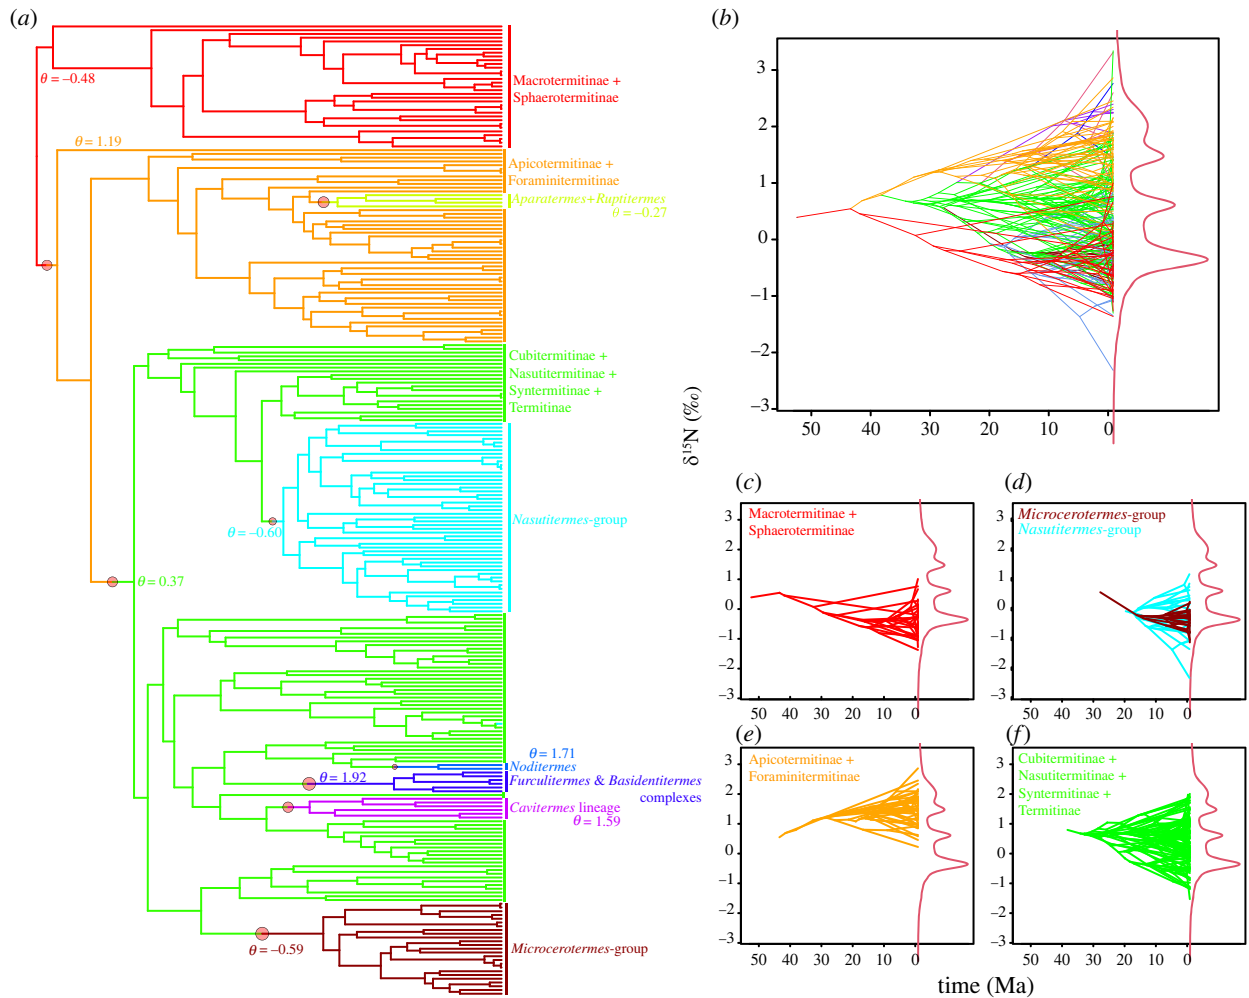 (a)
θ = –0.48
Macrotermitinae +
Sphaerotermitinae
θ = 1.19
Apicotermitinae +
Foraminitermitinae
Aparatermes+Ruptitermes
θ = –0.27
Cubitermitinae +
Nasutitermitinae +
Syntermitinae +
Termitinae
Nasutitermes-group
θ = –0.60
θ = 0.37
θ = 1.71
Noditermes
θ = 1.92
Furculitermes & Basidentitermes
complexes
Cavitermes lineage
θ = 1.59
θ = –0.59
Microcerotermes-group
(b)
3
2
1
0
–1
–2
–3
50 40 30 20 10 0
δ15N (‰)
(c)
Macrotermitinae +
Sphaerotermitinae
3
2
1
0
–1
–2
–3
50 40 30 20 10 0
(d)
Microcerotermes-group
Nasutitermes-group
3
2
1
0
–1
–2
–3
50 40 30 20 10 0
(e)
Apicotermitinae +
Foraminitermitinae
3
2
1
0
–1
–2
–3
50 40 30 20 10 0
(f)
Cubitermitinae +
Nasutitermitinae +
Syntermitinae +
Termitinae
3
2
1
0
–1
–2
–3
50 40 30 20 10 0
time (Ma)